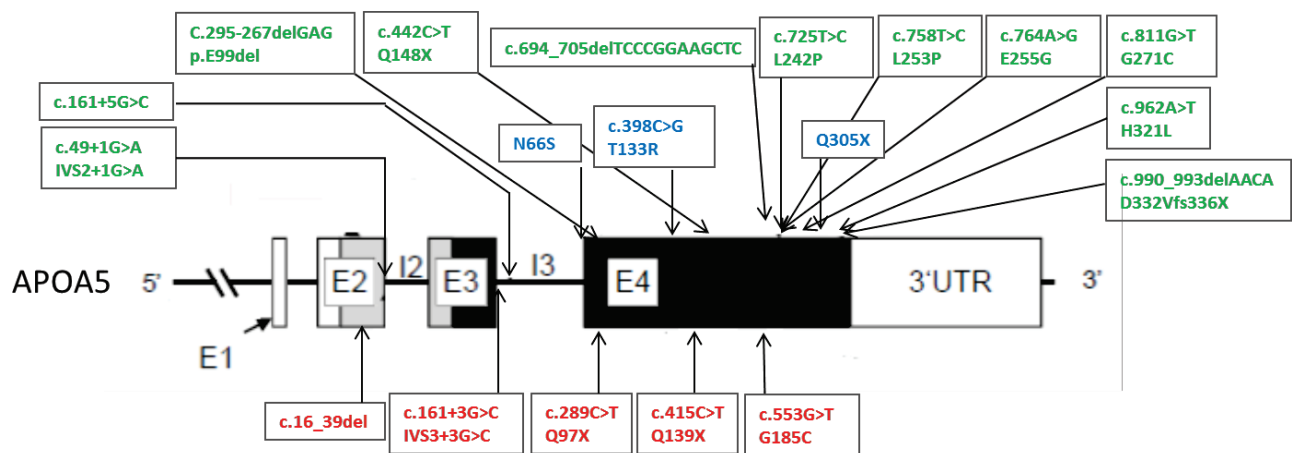 C.295-267delGAG
p.E99del
c.442C>T
Q148X
c.694_705delTCCCGGAAGCTC
c.725T>C
L242P
c.758T>C
L253P
c.764A>G
E255G
c.811G>T
G271C
c.161+5G>C
c.962A>T
H321L
c.49+1G>A
IVS2+1G>A
N66S
c.398C>G
T133R
Q305X
c.990_993delAACA
D332Vfs336X
APOA5
5'
E2
I2
E3
I3
E4
3'UTR
3'
E1
c.16_39del
c.161+3G>C
IVS3+3G>C
c.289C>T
Q97X
c.415C>T
Q139X
c.553G>T
G185C